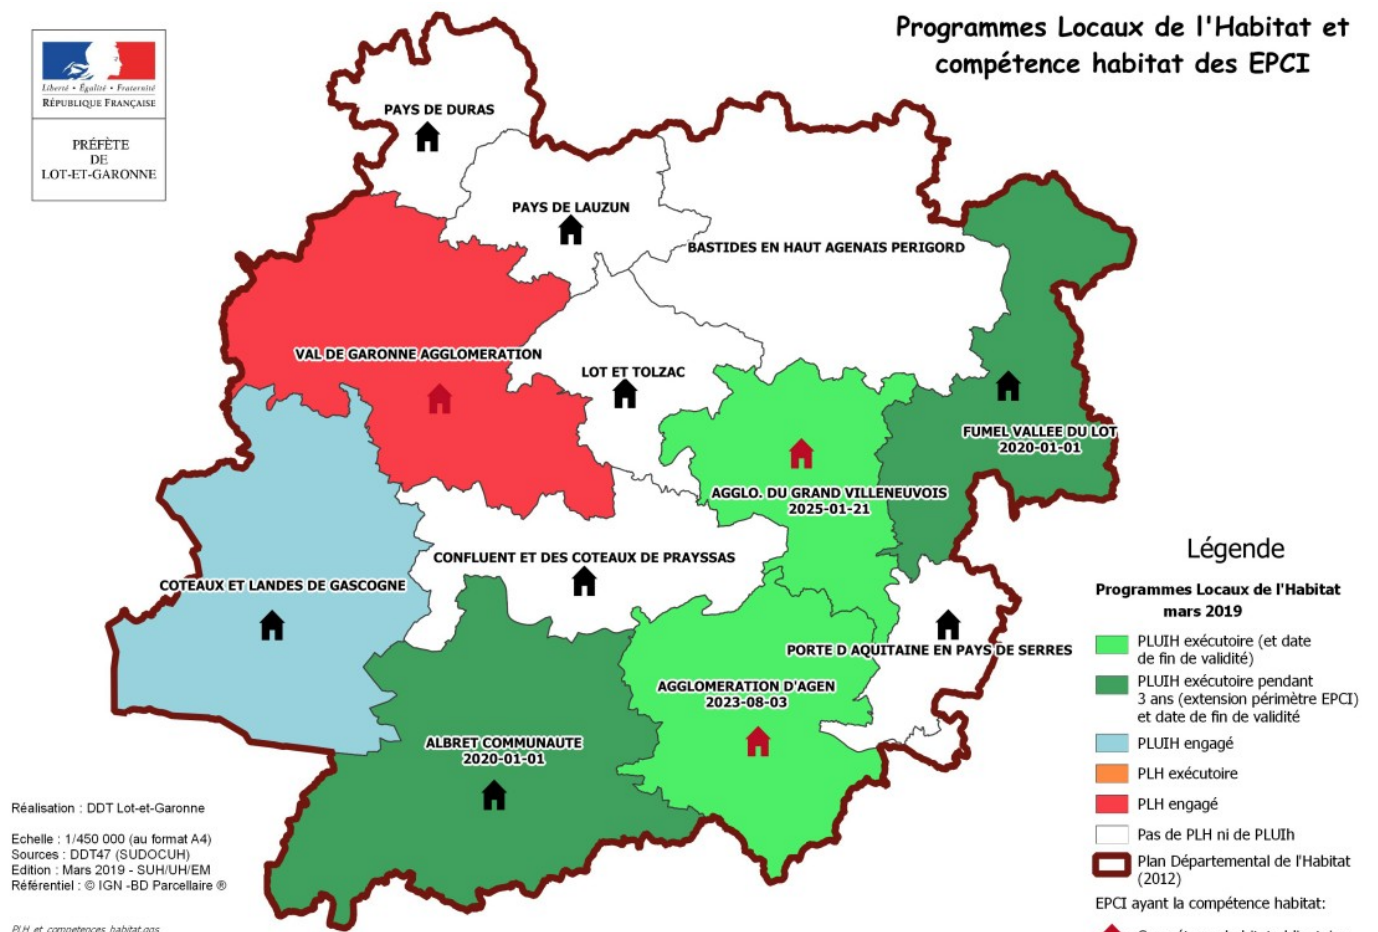 Programmes Locaux de l'Habitat et
compétence habitat des EPCI
Liberté • Égalité • Fraternité
RÉPUBLIQUE FRANÇAISE
PRÉFÈTE
DE
LOT-ET-GARONNE
PAYS DE DURAS
PAYS DE LAUZUN
BASTIDES EN HAUT AGENAIS PERIGORD
VAL DE GARONNE AGGLOMERATION
LOT ET TOLZAC
FUMEL VALLEE DU LOT
2020-01-01
AGGLO. DU GRAND VILLENEUVOIS
2025-01-21
CONFLUENT ET DES COTEAUX DE PRAYSSAS
COTEAUX ET LANDES DE GASCOGNE
PORTE D AQUITAINE EN PAYS DE SERRES
AGGLOMERATION D'AGEN
2023-08-03
ALBRET COMMUNAUTE
2020-01-01
Légende
Programmes Locaux de l'Habitat
mars 2019
PLUIH exécutoire (et date
de fin de validité)
PLUIH exécutoire pendant
3 ans (extension périmètre EPCI)
et date de fin de validité
PLUIH engagé
PLH exécutoire
PLH engagé
Pas de PLH ni de PLUIh
Plan Départemental de l'Habitat
(2012)
EPCI ayant la compétence habitat:
Réalisation : DDT Lot-et-Garonne
Echelle : 1/450 000 (au format A4)
Sources : DDT47 (SUDOCUH)
Edition : Mars 2019 - SUH/UH/EM
Référentiel : © IGN -BD Parcellaire ®